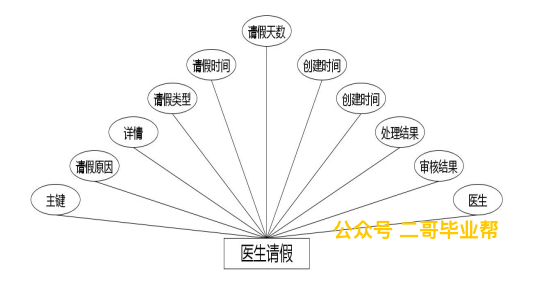 请假天数
请假时间
创建时间
请假类型
创建时间
详情
处理结果
请假原因
审核结果
主键
医生
公众号 二哥毕业帮
医生请假